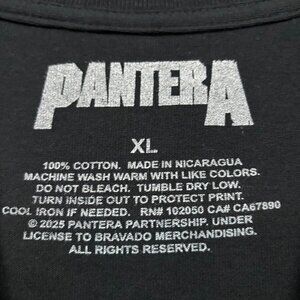 PANTERA
XL
100% COTTON. MADE IN NICARAGUA
MACHINE WASH WARM WITH LIKE COLORS.
DO NOT BLEACH. TUMBLE DRY LOW.
TURN INSIDE OUT TO PROTECT PRINT.
COOL IRON IF NEEDED. RN# 102050 CA# CA67890
© 2025 PANTERA PARTNERSHIP. UNDER
LICENSE TO BRAVADO MERCHANDISING.
ALL RIGHTS RESERVED.